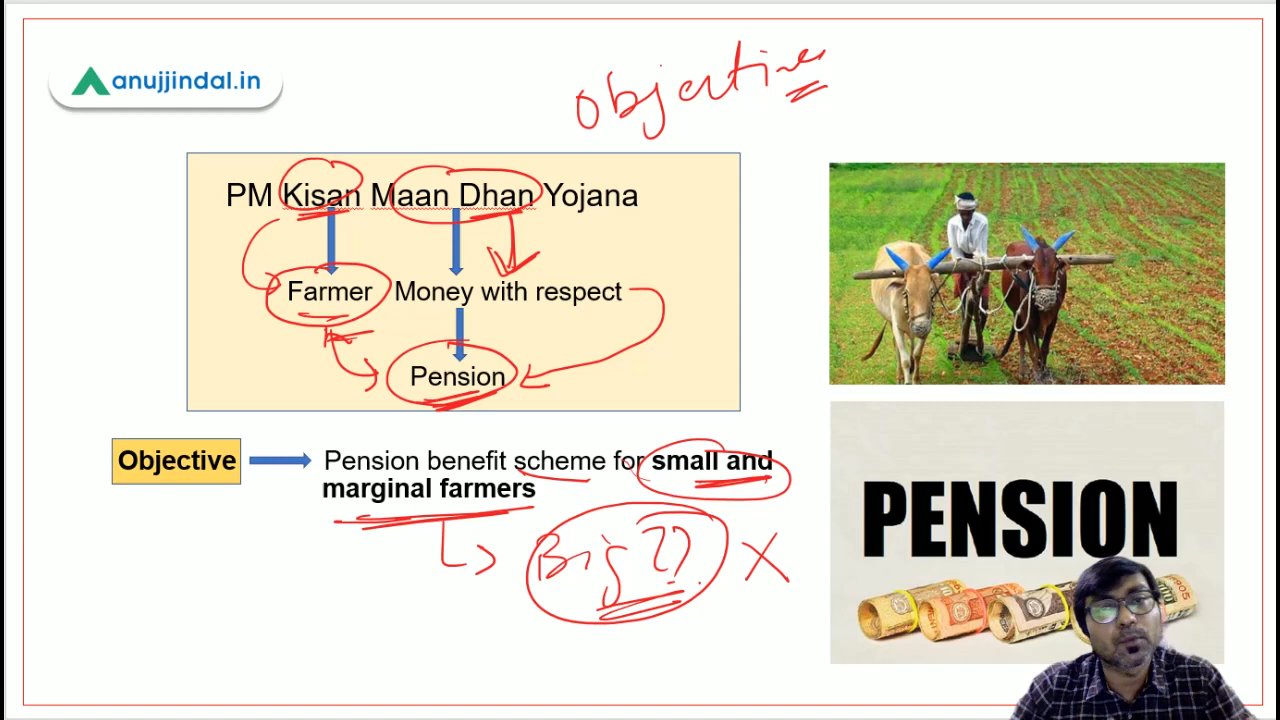 anujjindal.in
Objectives
PM Kisan Maan Dhan Yojana
Farmer Money with respect
Pension
Objective Pension benefit scheme for small and
marginal farmers
Big ?? X
PENSION